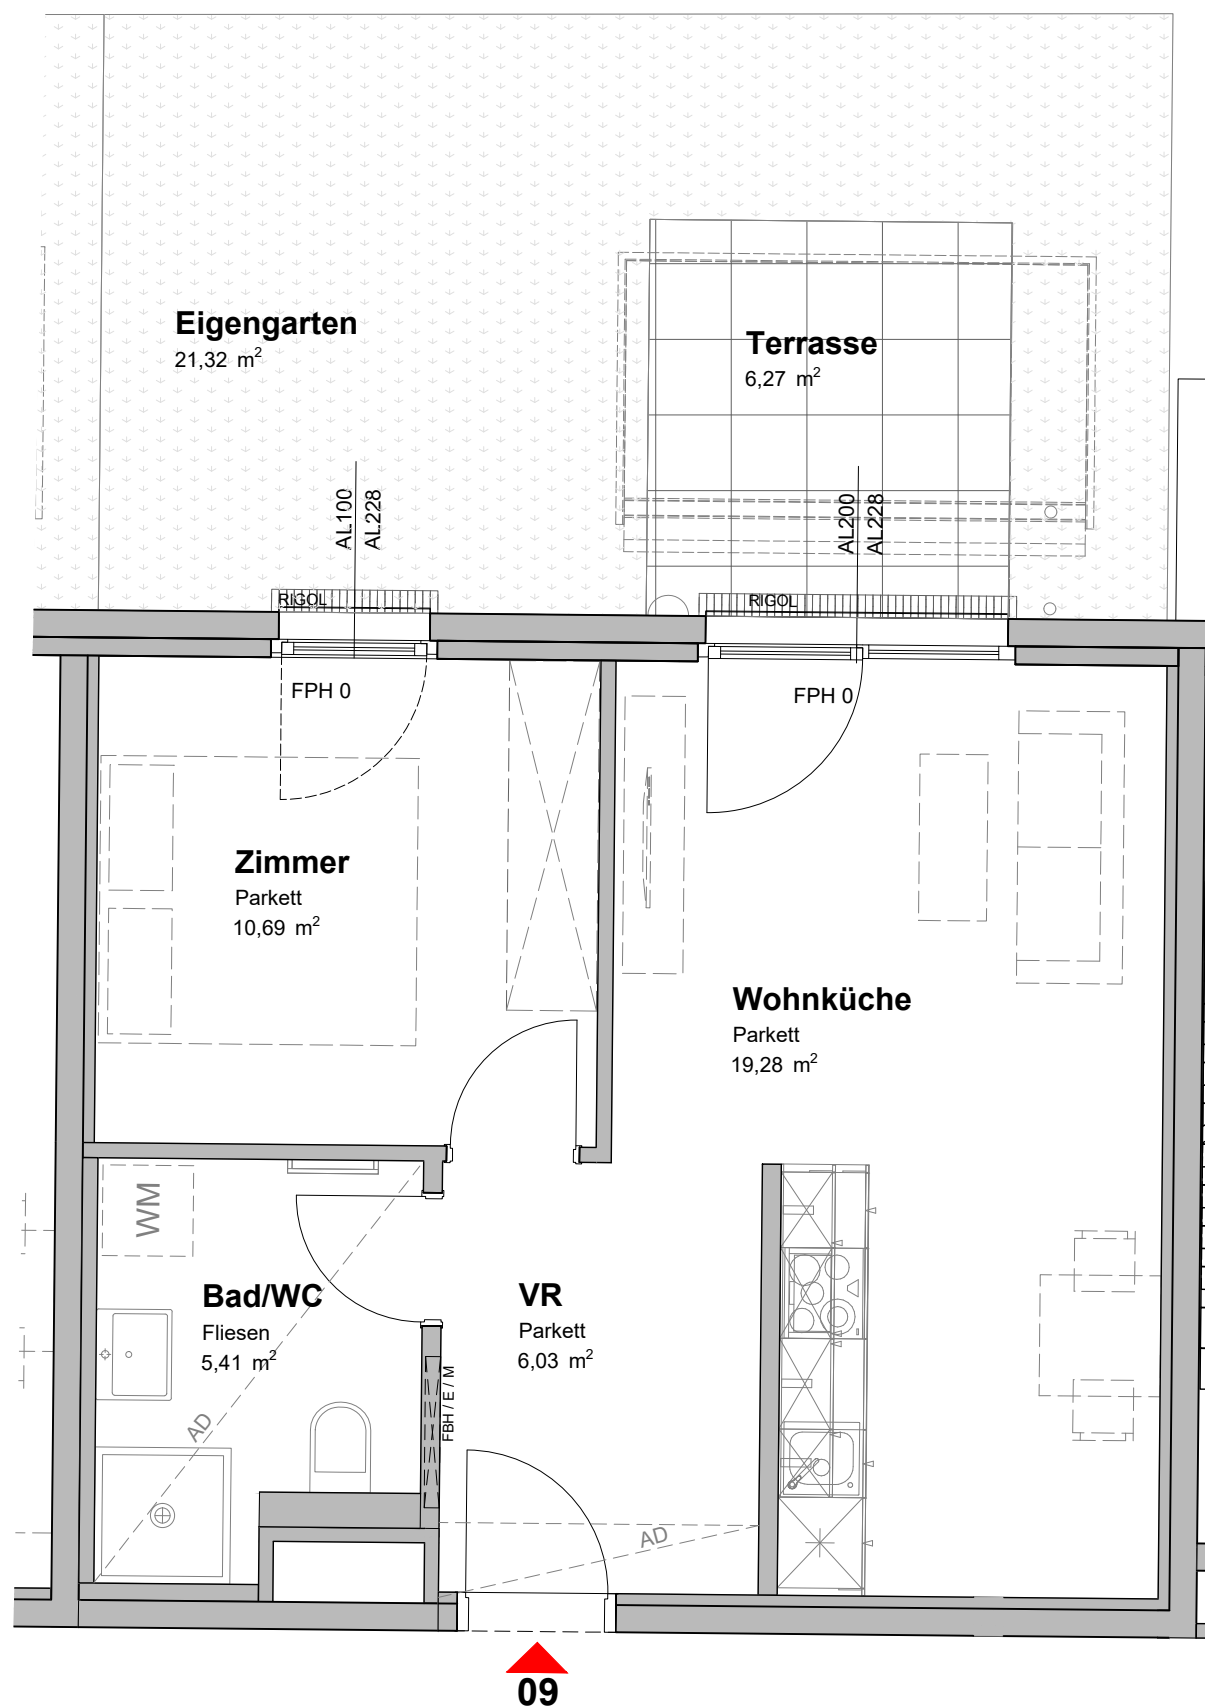 Eigengarten
21,32 m²
Terrasse
6,27 m²
AL100
AL228
AL200
AL228
RIGOL
RIGOL
FPH 0
FPH 0
Zimmer
Parkett
10,69 m²
Wohnküche
Parkett
19,28 m²
WM
Bad/WC
Fliesen
5,41 m²
VR
Parkett
6,03 m²
FBH / E / M
AD
AD
09